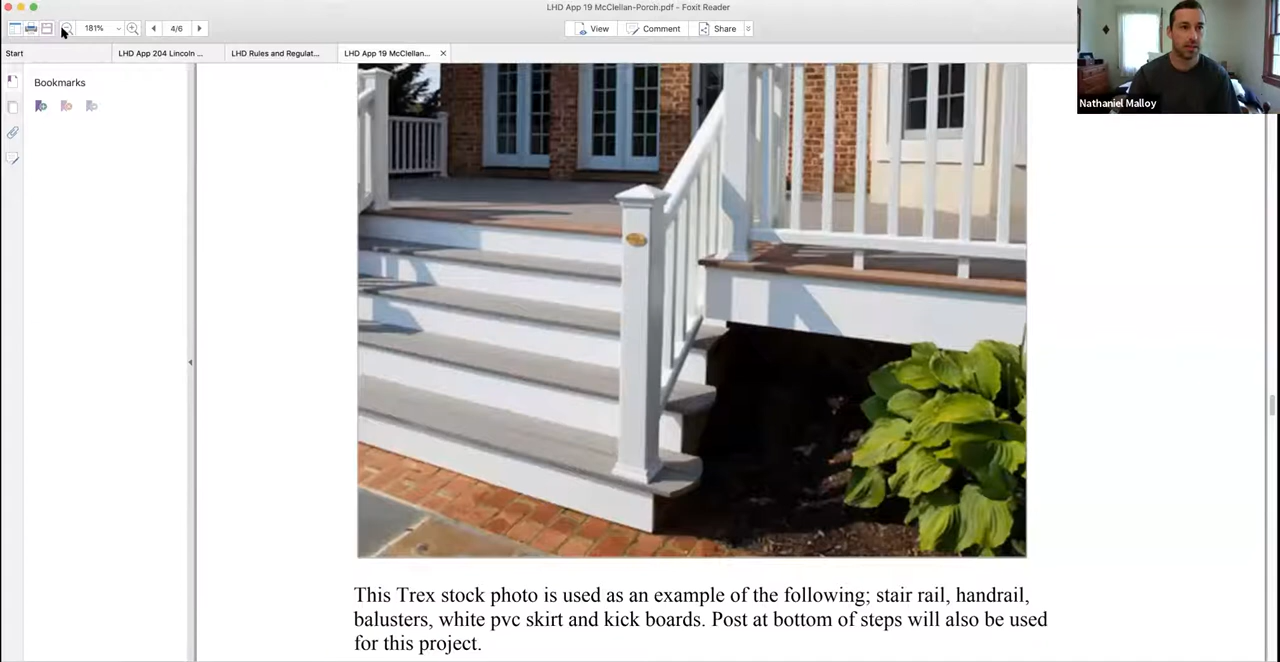 LHD App 19 McClellan-Porch.pdf - Foxit Reader
181%
4/6
View
Comment
Share
Start
LHD App 204 Lincoln ...
LHD Rules and Regulat...
LHD App 19 McClellan...
Bookmarks
Nathaniel Malloy
This Trex stock photo is used as an example of the following; stair rail, handrail,
balusters, white pvc skirt and kick boards. Post at bottom of steps will also be used
for this project.